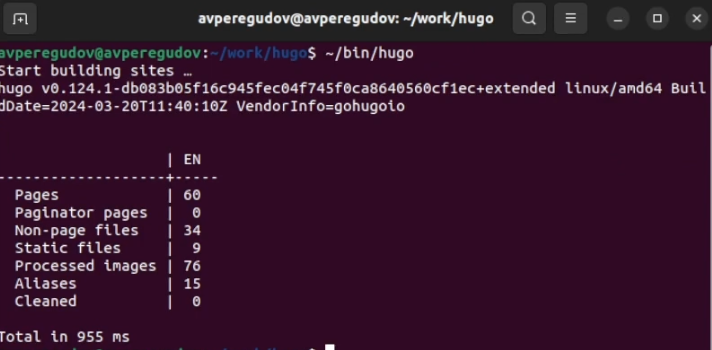 avperegudov@avperegudov: ~/work/hugo
avperegudov@avperegudov:~/work/hugo$ ~/bin/hugo
Start building sites …
hugo v0.124.1-db083b05f16c945fec04f745f0ca8640560cf1ec+extended linux/amd64 Buil
dDate=2024-03-20T11:40:10Z VendorInfo=gohugoio
                   | EN
-------------------+-----
  Pages            | 60
  Paginator pages  |  0
  Non-page files   | 34
  Static files     |  9
  Processed images | 76
  Aliases          | 15
  Cleaned          |  0
Total in 955 ms